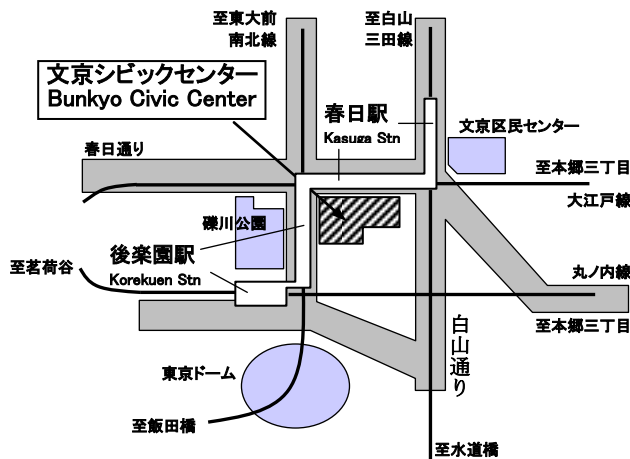 至東大前
南北線
至白山
三田線
文京シビックセンター
Bunkyo Civic Center
春日駅
Kasuga Stn
文京区民センター
春日通り
至本郷三丁目
大江戸線
礫川公園
後楽園駅
Korekuen Stn
至茗荷谷
丸ノ内線
至本郷三丁目
白山通り
東京ドーム
至飯田橋
至水道橋